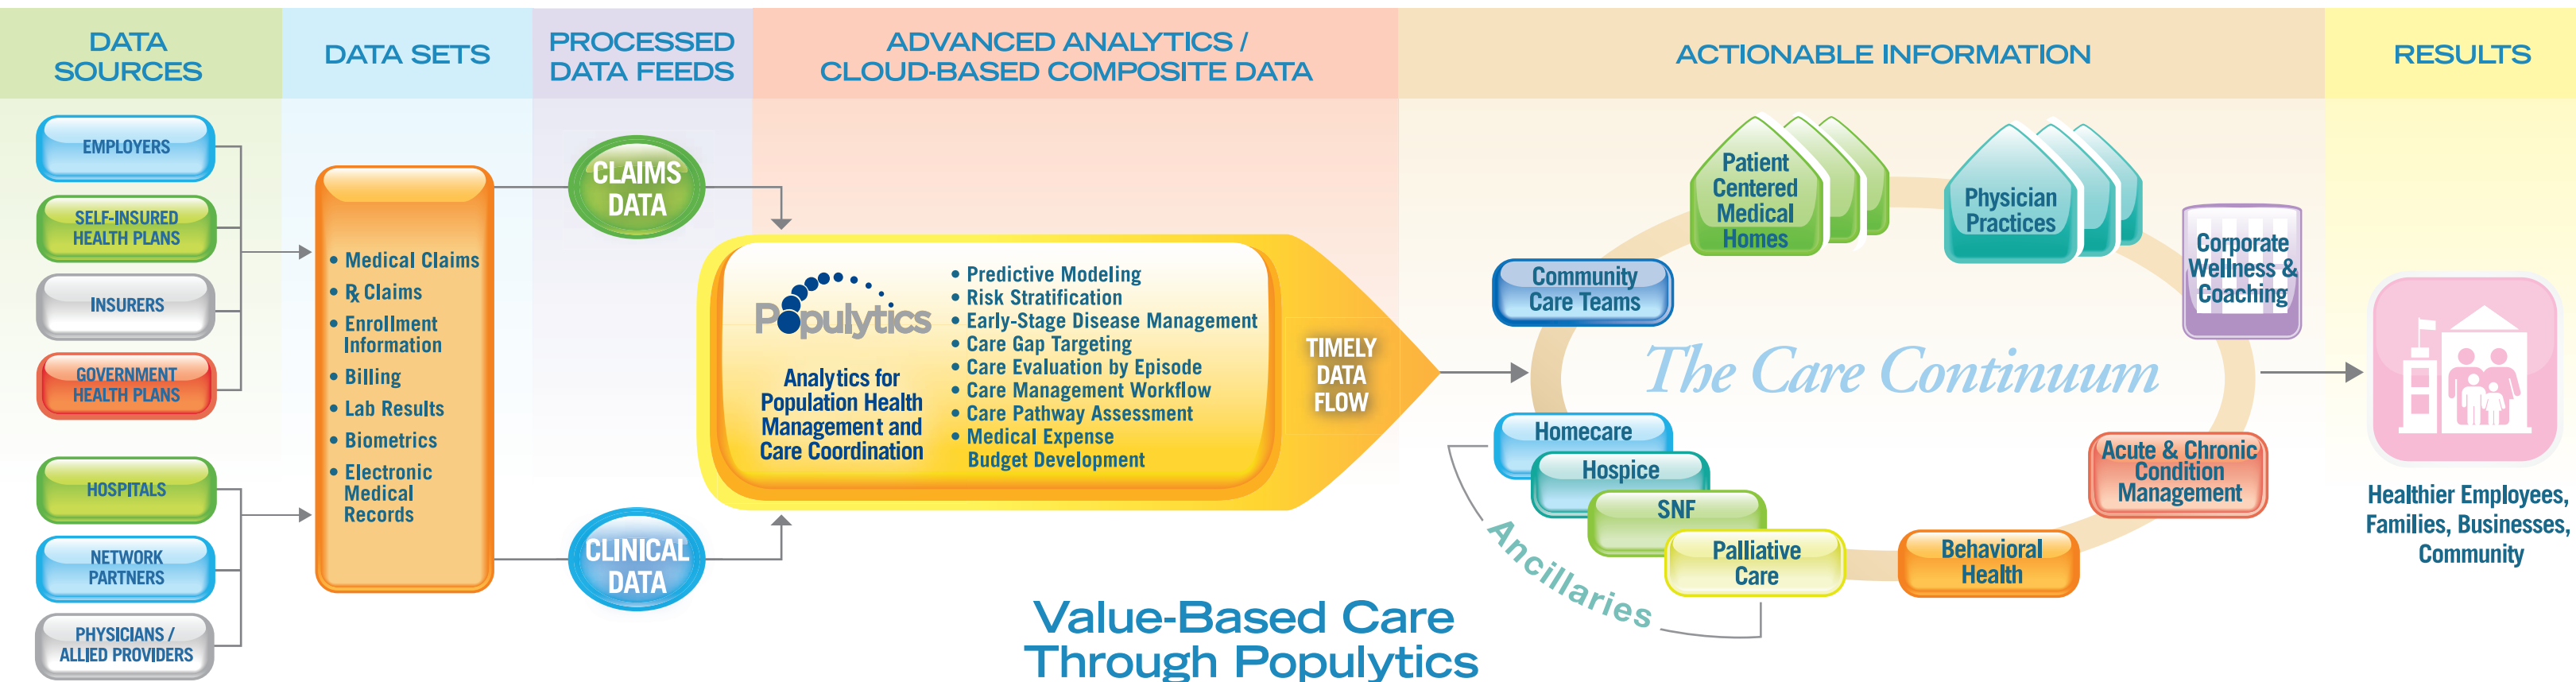 DATA
SOURCES
DATA SETS
PROCESSED
DATA FEEDS
ADVANCED ANALYTICS /
CLOUD-BASED COMPOSITE DATA
ACTIONABLE INFORMATION
RESULTS
EMPLOYERS
SELF-INSURED
HEALTH PLANS
INSURERS
GOVERNMENT
HEALTH PLANS
HOSPITALS
NETWORK
PARTNERS
PHYSICIANS /
ALLIED PROVIDERS
• Medical Claims
• ℞ Claims
• Enrollment
Information
• Billing
• Lab Results
• Biometrics
• Electronic
Medical
Records
CLAIMS
DATA
CLINICAL
DATA
Populytics
Analytics for
Population Health
Management and
Care Coordination
• Predictive Modeling
• Risk Stratification
• Early-Stage Disease Management
• Care Gap Targeting
• Care Evaluation by Episode
• Care Management Workflow
• Care Pathway Assessment
• Medical Expense
Budget Development
TIMELY
DATA
FLOW
Patient
Centered
Medical
Homes
Physician
Practices
Corporate
Wellness &
Coaching
Community
Care Teams
The Care Continuum
Homecare
Hospice
SNF
Palliative
Care
Ancillaries
Behavioral
Health
Acute & Chronic
Condition
Management
Healthier Employees,
Families, Businesses,
Community
Value-Based Care
Through Populytics